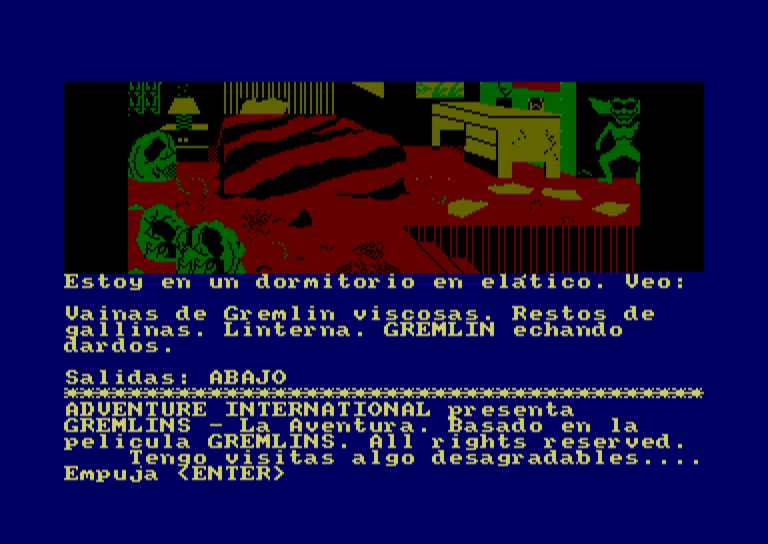 Estoy en un dormitorio en elático. Veo:
Vainas de Gremlin viscosas. Restos de
gallinas. Linterna. GREMLIN echando
dardos.
Salidas: ABAJO
****************************************
ADVENTURE INTERNATIONAL presenta
GREMLINS - La Aventura. Basado en la
pelicula GREMLINS. All rights reserved.
Tengo visitas algo desagradables....
Empuja <ENTER>